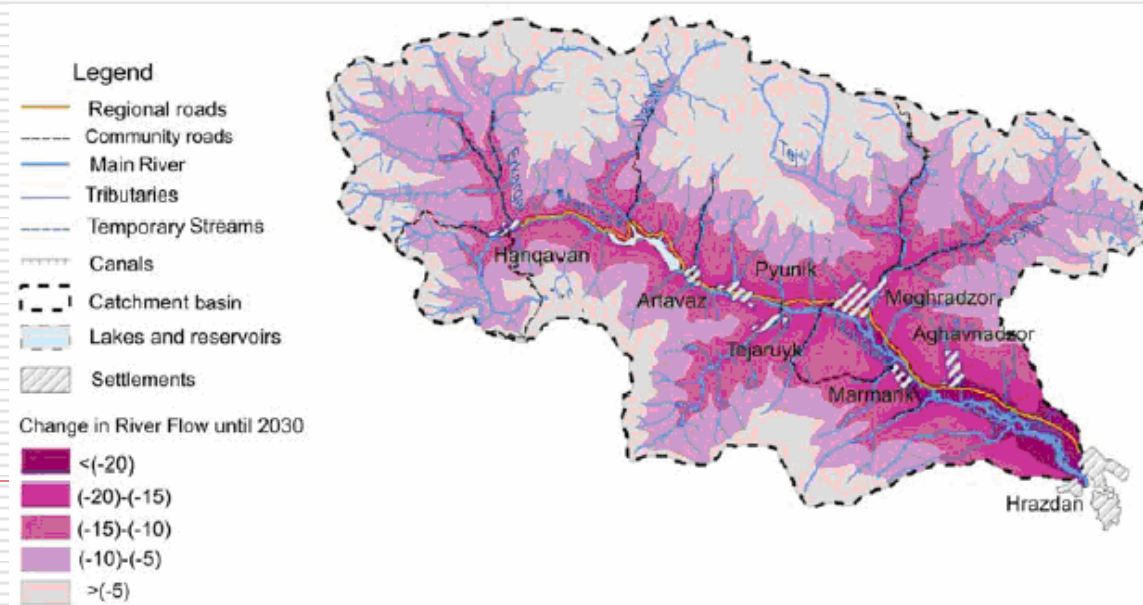 Legend
Regional roads
Community roads
Main River
Tributaries
Temporary Streams
Canals
Catchment basin
Lakes and reservoirs
Settlements
Change in River Flow until 2030
<(-20)
(-20)-(-15)
(-15)-(-10)
(-10)-(-5)
>(-5)
Hanqavan
Artavaz
Pyunik
Meghradzor
Aghavnadzor
Tejaruyk
Marmarik
Hrazdan